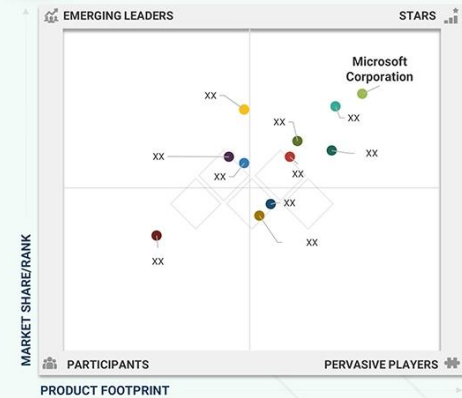 EMERGING LEADERS
STARS
Microsoft
Corporation
XX
XX
XX
XX
XX
XX
XX
XX
XX
XX
MARKET SHARE/RANK
PARTICIPANTS
PERVASIVE PLAYERS
PRODUCT FOOTPRINT